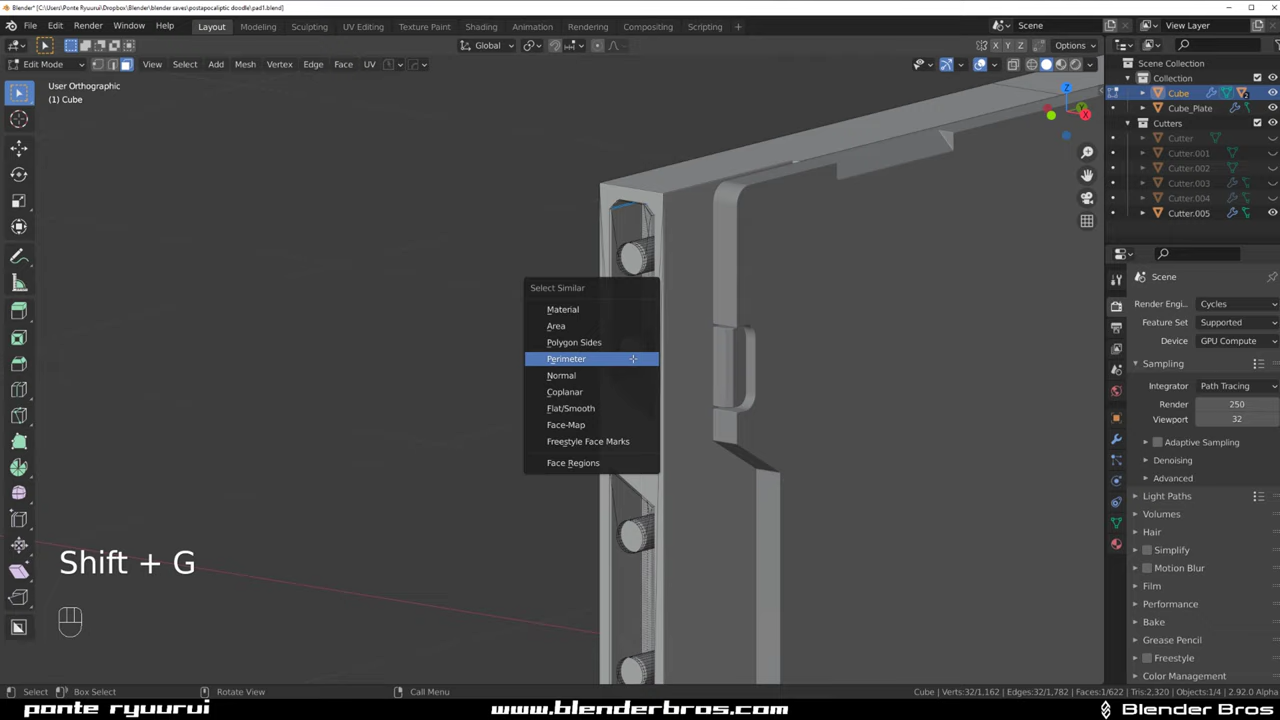 Blender* [C:\Users\Ponte Ryuurui\Dropbox\blender saves\postapocaliptic doodle\pad1.blend]
File Edit Render Window Help Layout Modeling Sculpting UV Editing Texture Paint Shading Animation Rendering Compositing Scripting + Scene View Layer
Global X Y Z Options
Edit Mode View Select Add Mesh Vertex Edge Face UV
User Orthographic
(1) Cube
Z
Y
X
Scene Collection
Collection
Cube
2
Cube_Plate
Cutters
Cutter
Cutter.001
Cutter.002
Cutter.003
Cutter.004
Cutter.005
Scene
Render Engi.. Cycles
Feature Set Supported
Device GPU Compute
Sampling
Integrator Path Tracing
Render 250
Viewport 32
Adaptive Sampling
Denoising
Advanced
Light Paths
Volumes
Hair
Simplify
Motion Blur
Film
Performance
Bake
Grease Pencil
Freestyle
Color Management
Select Similar
Material
Area
Polygon Sides
Perimeter
Normal
Coplanar
Flat/Smooth
Face-Map
Freestyle Face Marks
Face Regions
Shift + G
Select Box Select Rotate View Call Menu Cube | Verts:32/1,162 | Edges:32/1,782 | Faces:1/622 | Tris:2,320 | Objects:1/4 | 2.92.0 Alpha
ponte ryuurui www.blenderbros.com Blender Bros